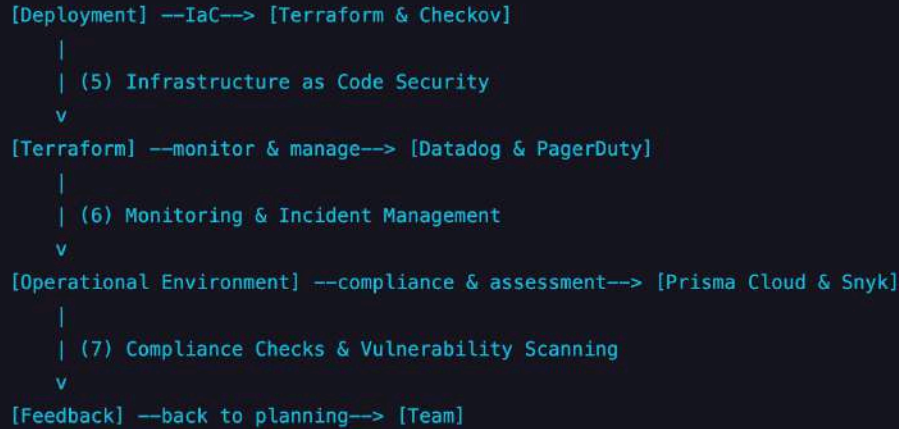 [Deployment] --IaC--> [Terraform & Checkov]
|
| (5) Infrastructure as Code Security
v
[Terraform] --monitor & manage--> [Datadog & PagerDuty]
|
| (6) Monitoring & Incident Management
v
[Operational Environment] --compliance & assessment--> [Prisma Cloud & Snyk]
|
| (7) Compliance Checks & Vulnerability Scanning
v
[Feedback] --back to planning--> [Team]